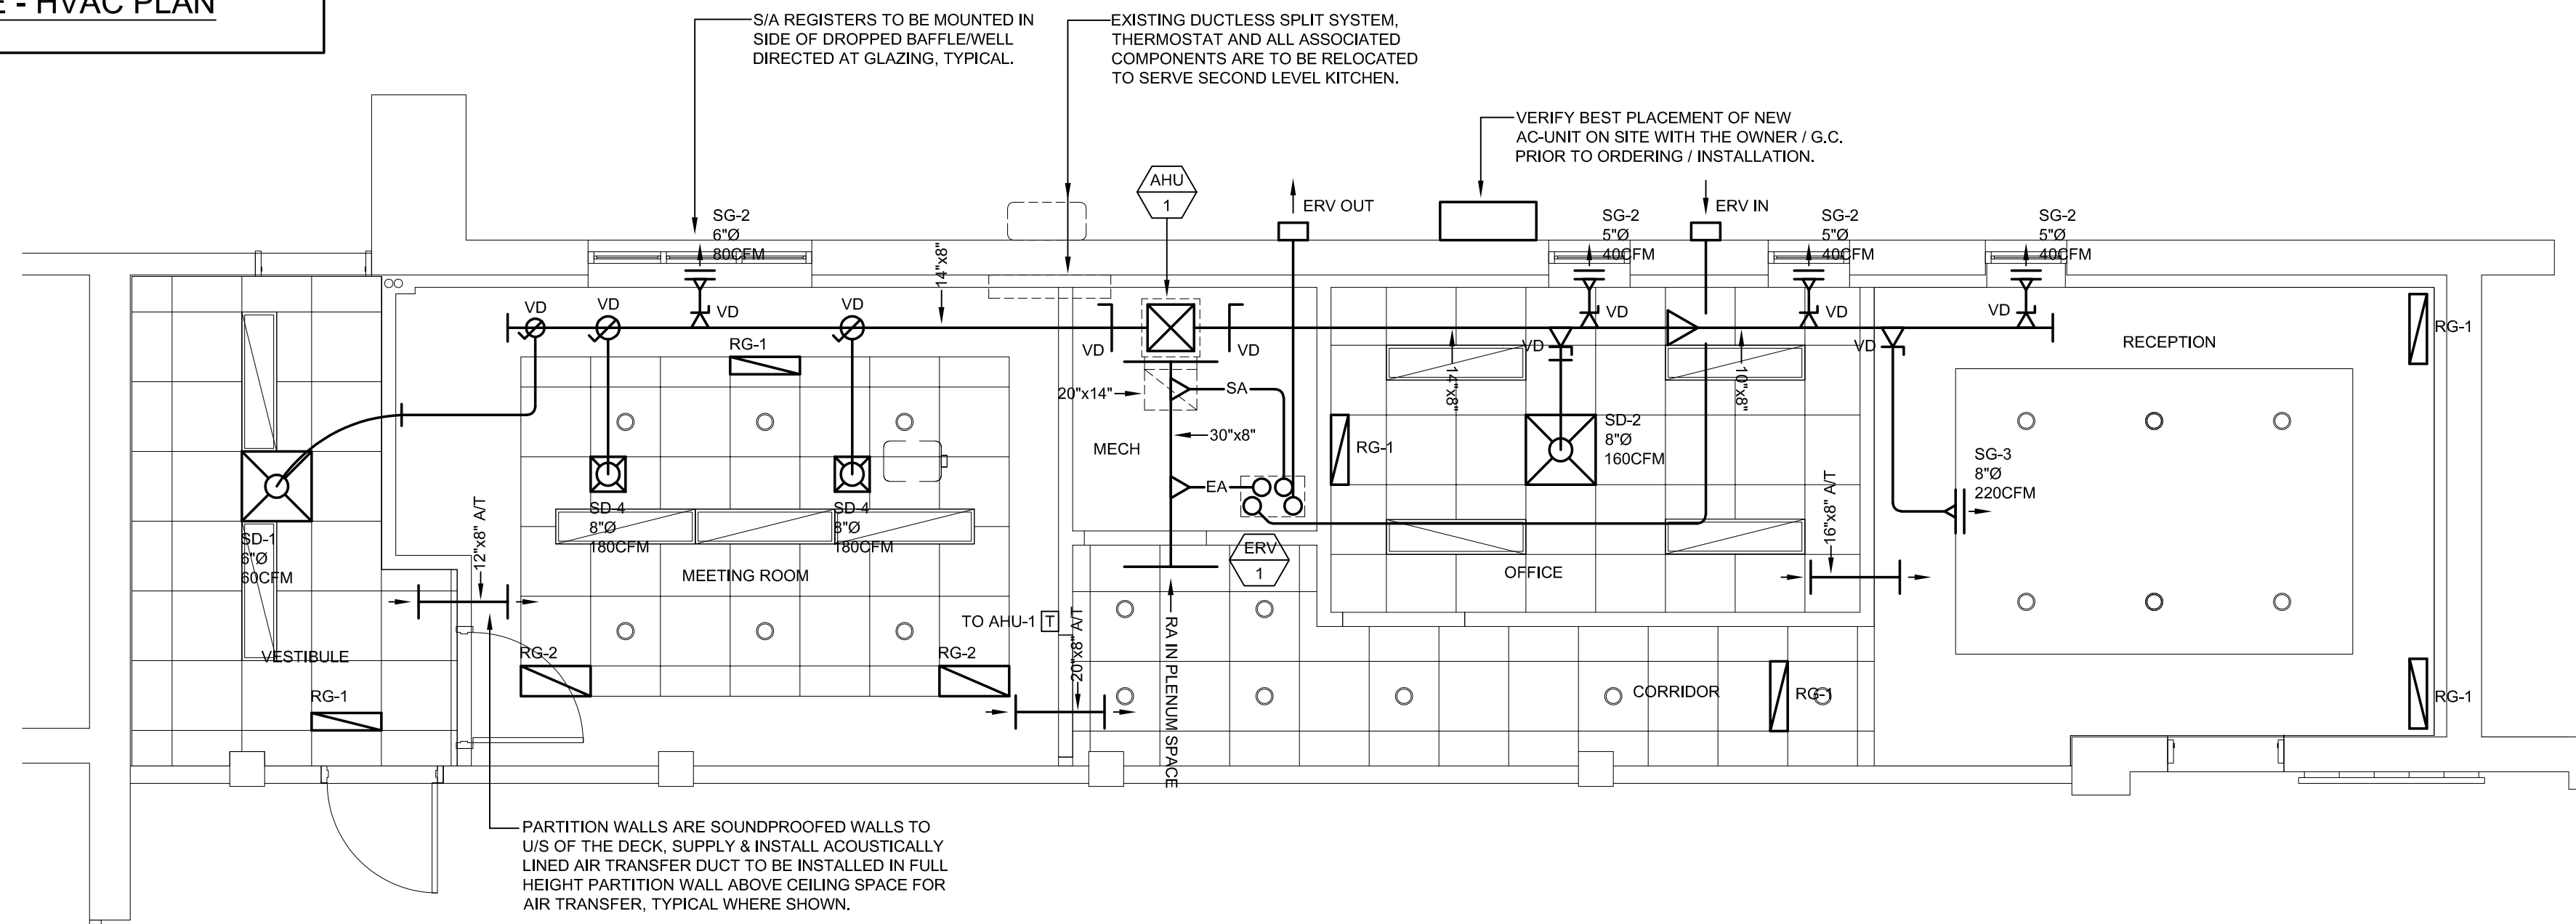 E - HVAC PLAN
S/A REGISTERS TO BE MOUNTED IN
SIDE OF DROPPED BAFFLE/WELL
DIRECTED AT GLAZING, TYPICAL.
EXISTING DUCTLESS SPLIT SYSTEM,
THERMOSTAT AND ALL ASSOCIATED
COMPONENTS ARE TO BE RELOCATED
TO SERVE SECOND LEVEL KITCHEN.
VERIFY BEST PLACEMENT OF NEW
AC-UNIT ON SITE WITH THE OWNER / G.C.
PRIOR TO ORDERING / INSTALLATION.
AHU
1
ERV OUT
ERV IN
SG-2
6"Ø
80CFM
14"x8"
SG-2
5"Ø
40CFM
SG-2
5"Ø
40CFM
SG-2
5"Ø
40CFM
VD
VD
VD
VD
VD
VD
VD
VD
VD
VD
VD
RG-1
RG-1
RECEPTION
20"x14"
SA
14"x8"
10"x8"
30"x8"
MECH
RG-1
SD-2
8"Ø
160CFM
SG-3
8"Ø
220CFM
EA
SD-1
6"Ø
60CFM
12"x8" A/T
SD-4
8"Ø
180CFM
SD-4
8"Ø
180CFM
16"x8" A/T
MEETING ROOM
ERV
1
OFFICE
TO AHU-1 T
20"x8" A/T
RA IN PLENUM SPACE
VESTIBULE
RG-1
RG-2
RG-2
CORRIDOR
RG-1
RG-1
PARTITION WALLS ARE SOUNDPROOFED WALLS TO
U/S OF THE DECK, SUPPLY & INSTALL ACOUSTICALLY
LINED AIR TRANSFER DUCT TO BE INSTALLED IN FULL
HEIGHT PARTITION WALL ABOVE CEILING SPACE FOR
AIR TRANSFER, TYPICAL WHERE SHOWN.